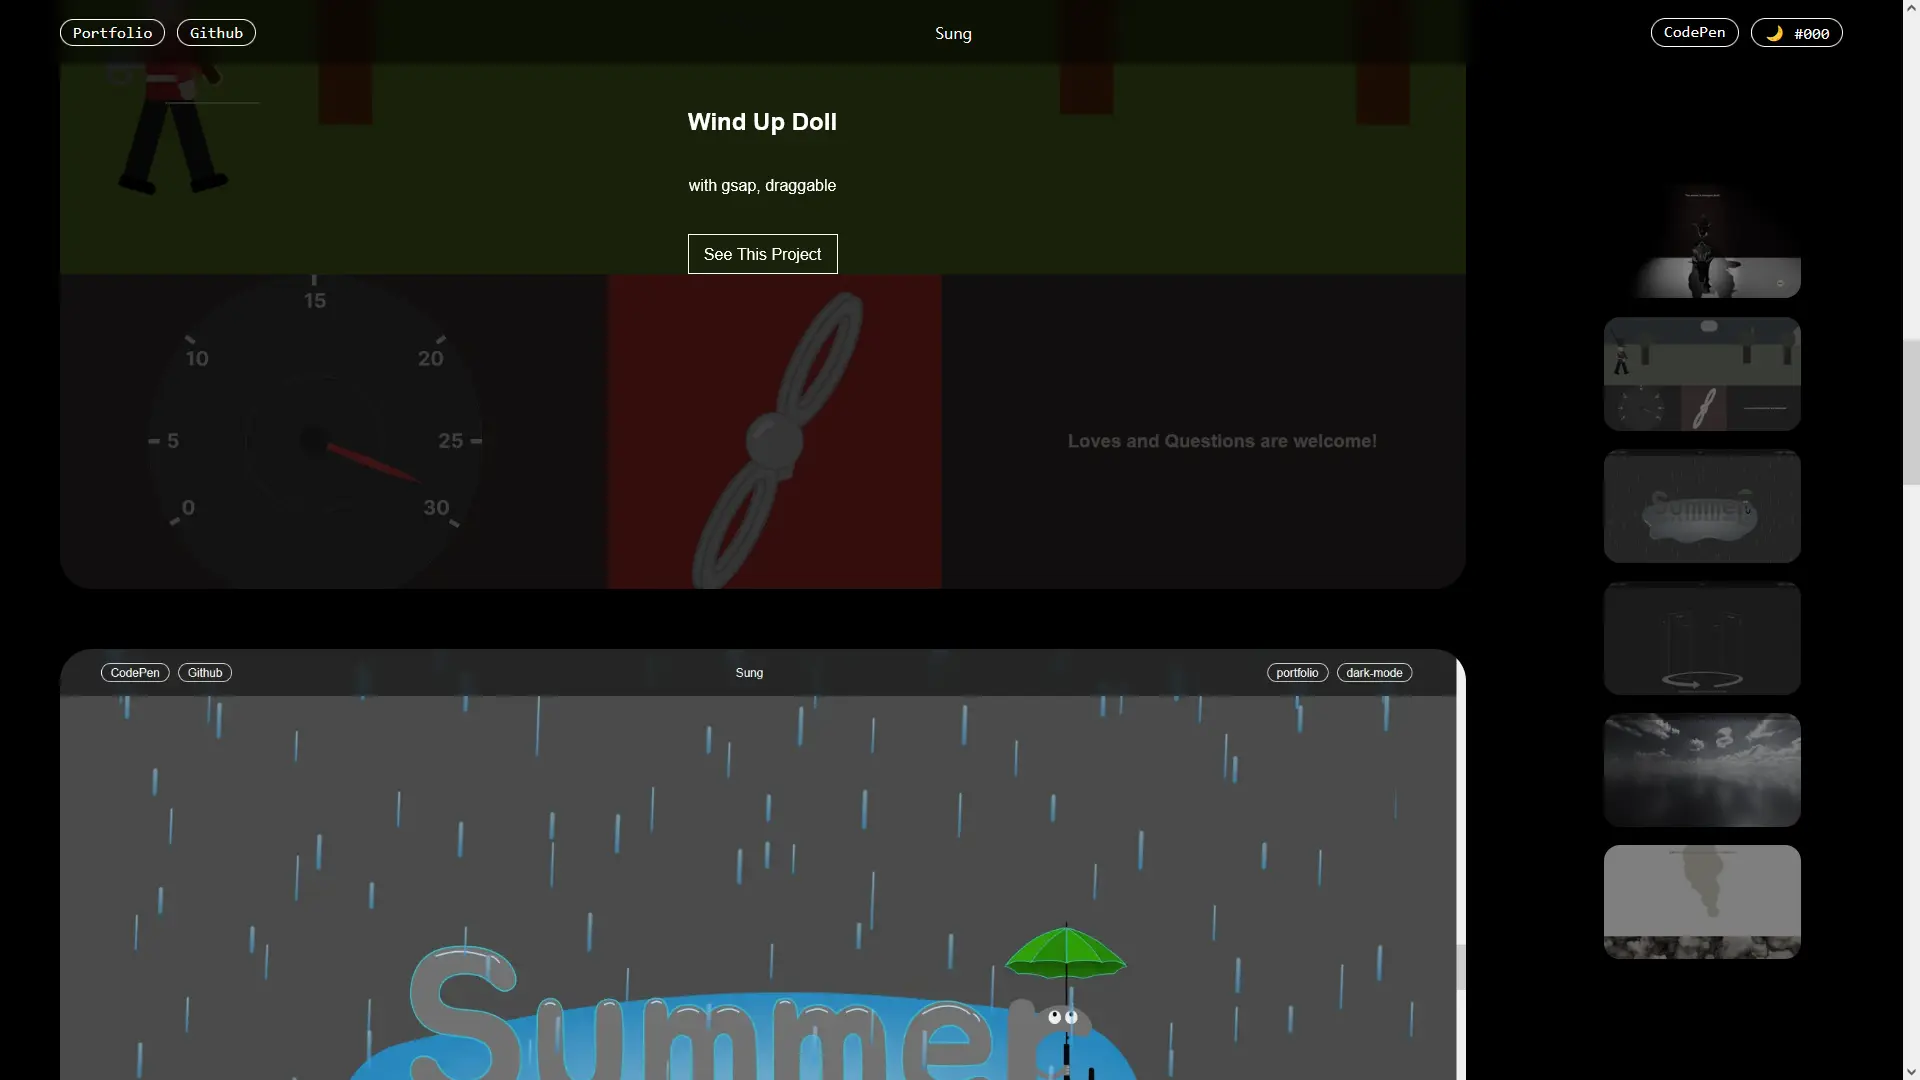 Portfolio
Github
Sung
CodePen
🌙 #000
Wind Up Doll
with gsap, draggable
See This Project
15
10
20
5
25
0
30
Loves and Questions are welcome!
CodePen
Github
Sung
portfolio
dark-mode
Summer
Summer